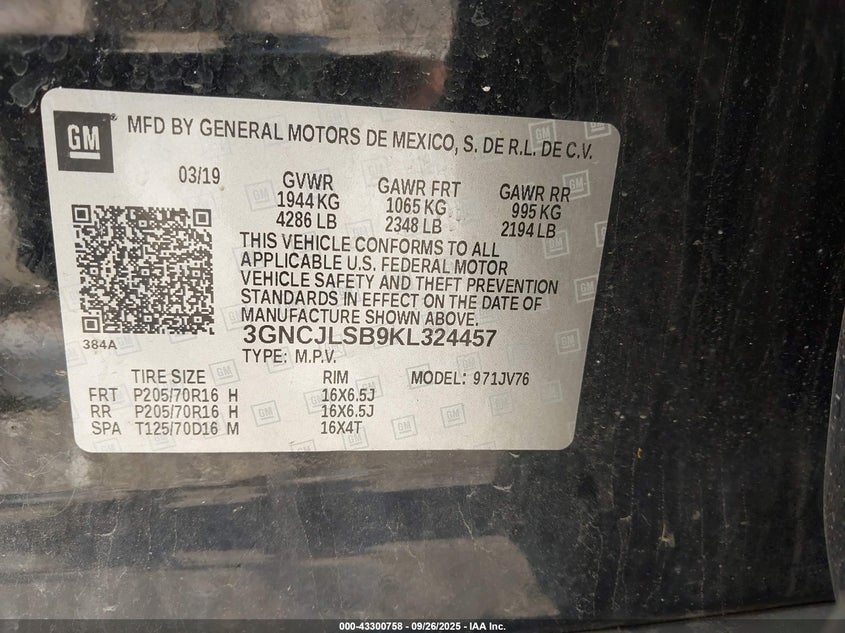 GM
®
MFD BY GENERAL MOTORS DE MEXICO, S. DE R.L. DE C.V.
03/19
GVWR GAWR FRT GAWR RR
1944 KG 1065 KG 995 KG
4286 LB 2348 LB 2194 LB
THIS VEHICLE CONFORMS TO ALL
APPLICABLE U.S. FEDERAL MOTOR
VEHICLE SAFETY AND THEFT PREVENTION
STANDARDS IN EFFECT ON THE DATE OF
MANUFACTURE SHOWN ABOVE.
384A
3GNCJLSB9KL324457
TYPE: M.P.V.
TIRE SIZE RIM MODEL: 971JV76
FRT P205/70R16 H 16X6.5J
RR P205/70R16 H 16X6.5J
SPA T125/70D16 M 16X4T
000-43300758 - 09/26/2025 - IAA Inc.